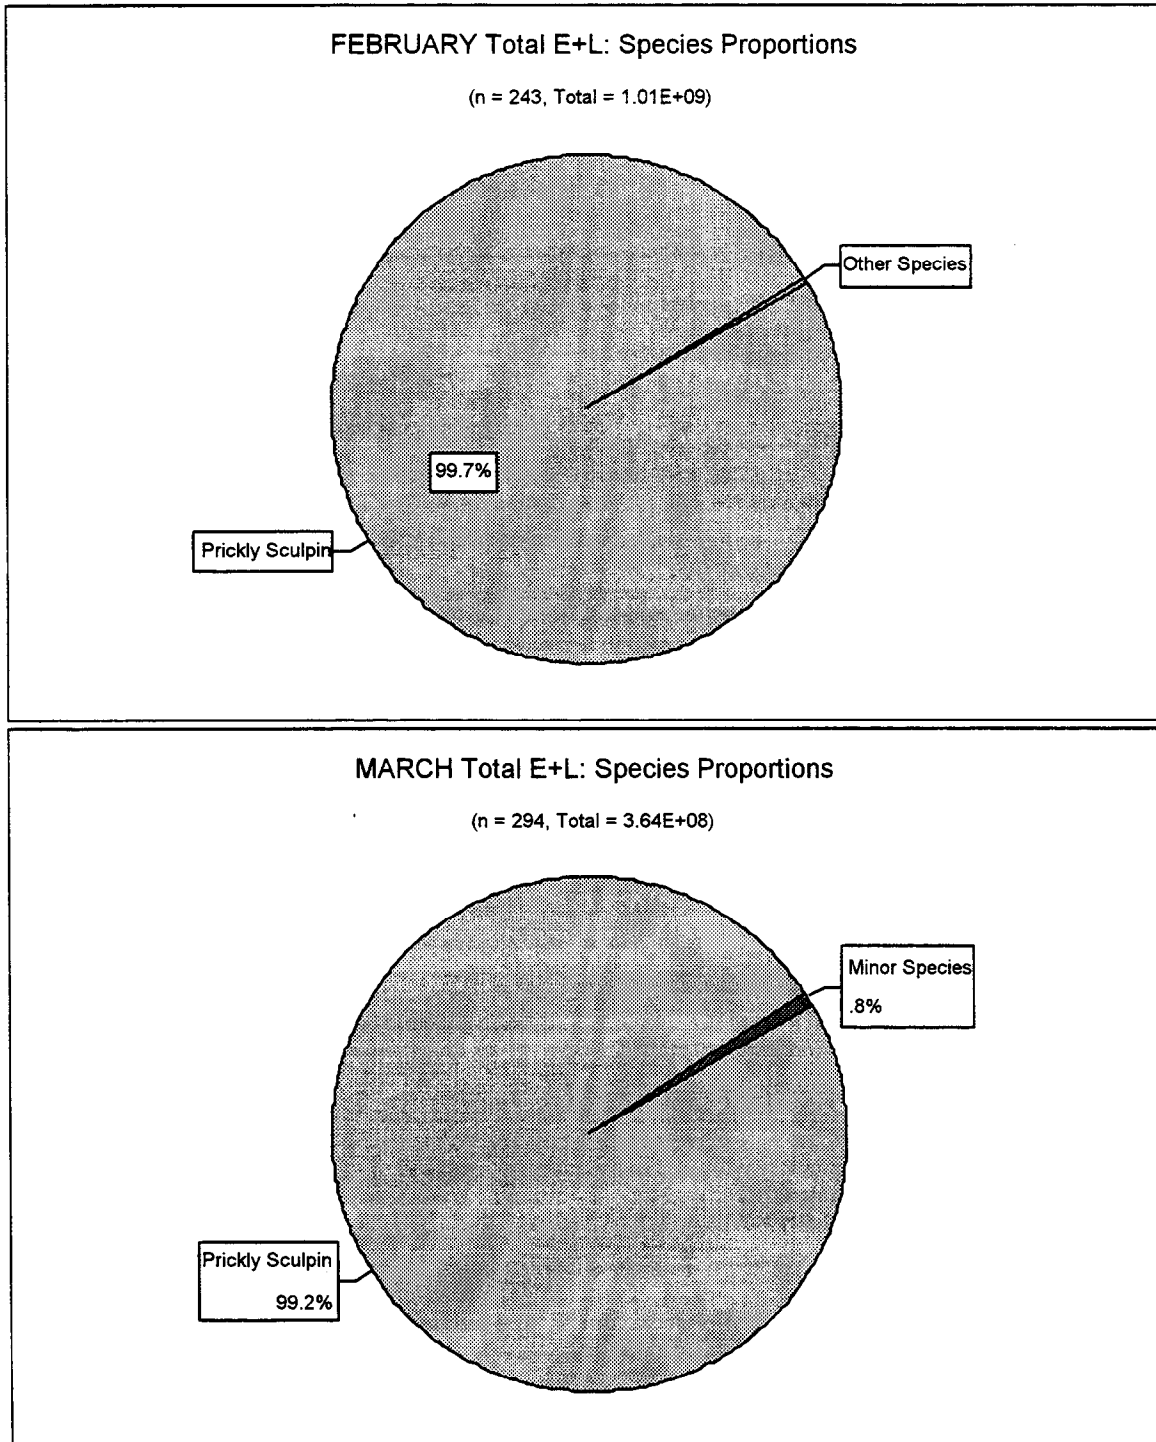 FEBRUARY Total E+L: Species Proportions
(n = 243, Total = 1.01E+09)
Other Species
99.7%
Prickly Sculpin
MARCH Total E+L: Species Proportions
(n = 294, Total = 3.64E+08)
Minor Species
.8%
Prickly Sculpin
99.2%